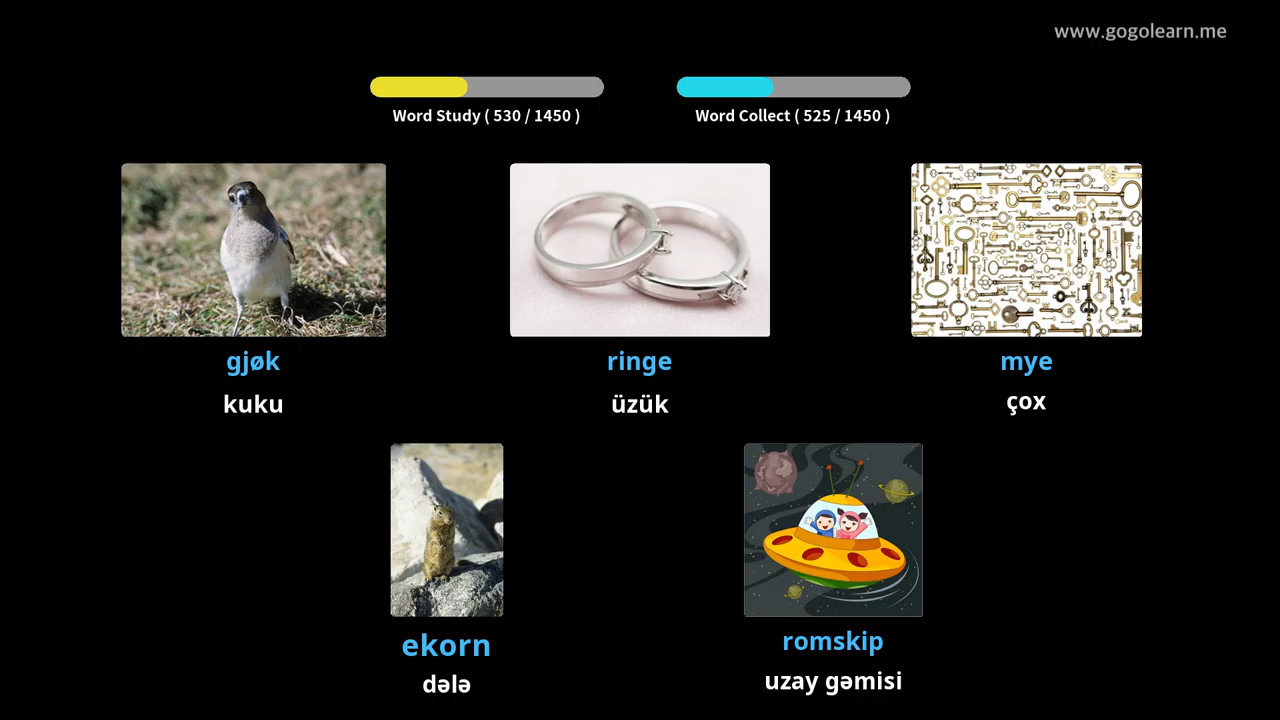 www.gogolearn.me
Word Study ( 530 / 1450 )
Word Collect ( 525 / 1450 )
gjøk
ringe
mye
kuku
üzük
çox
ekorn
romskip
dələ
uzay gəmisi